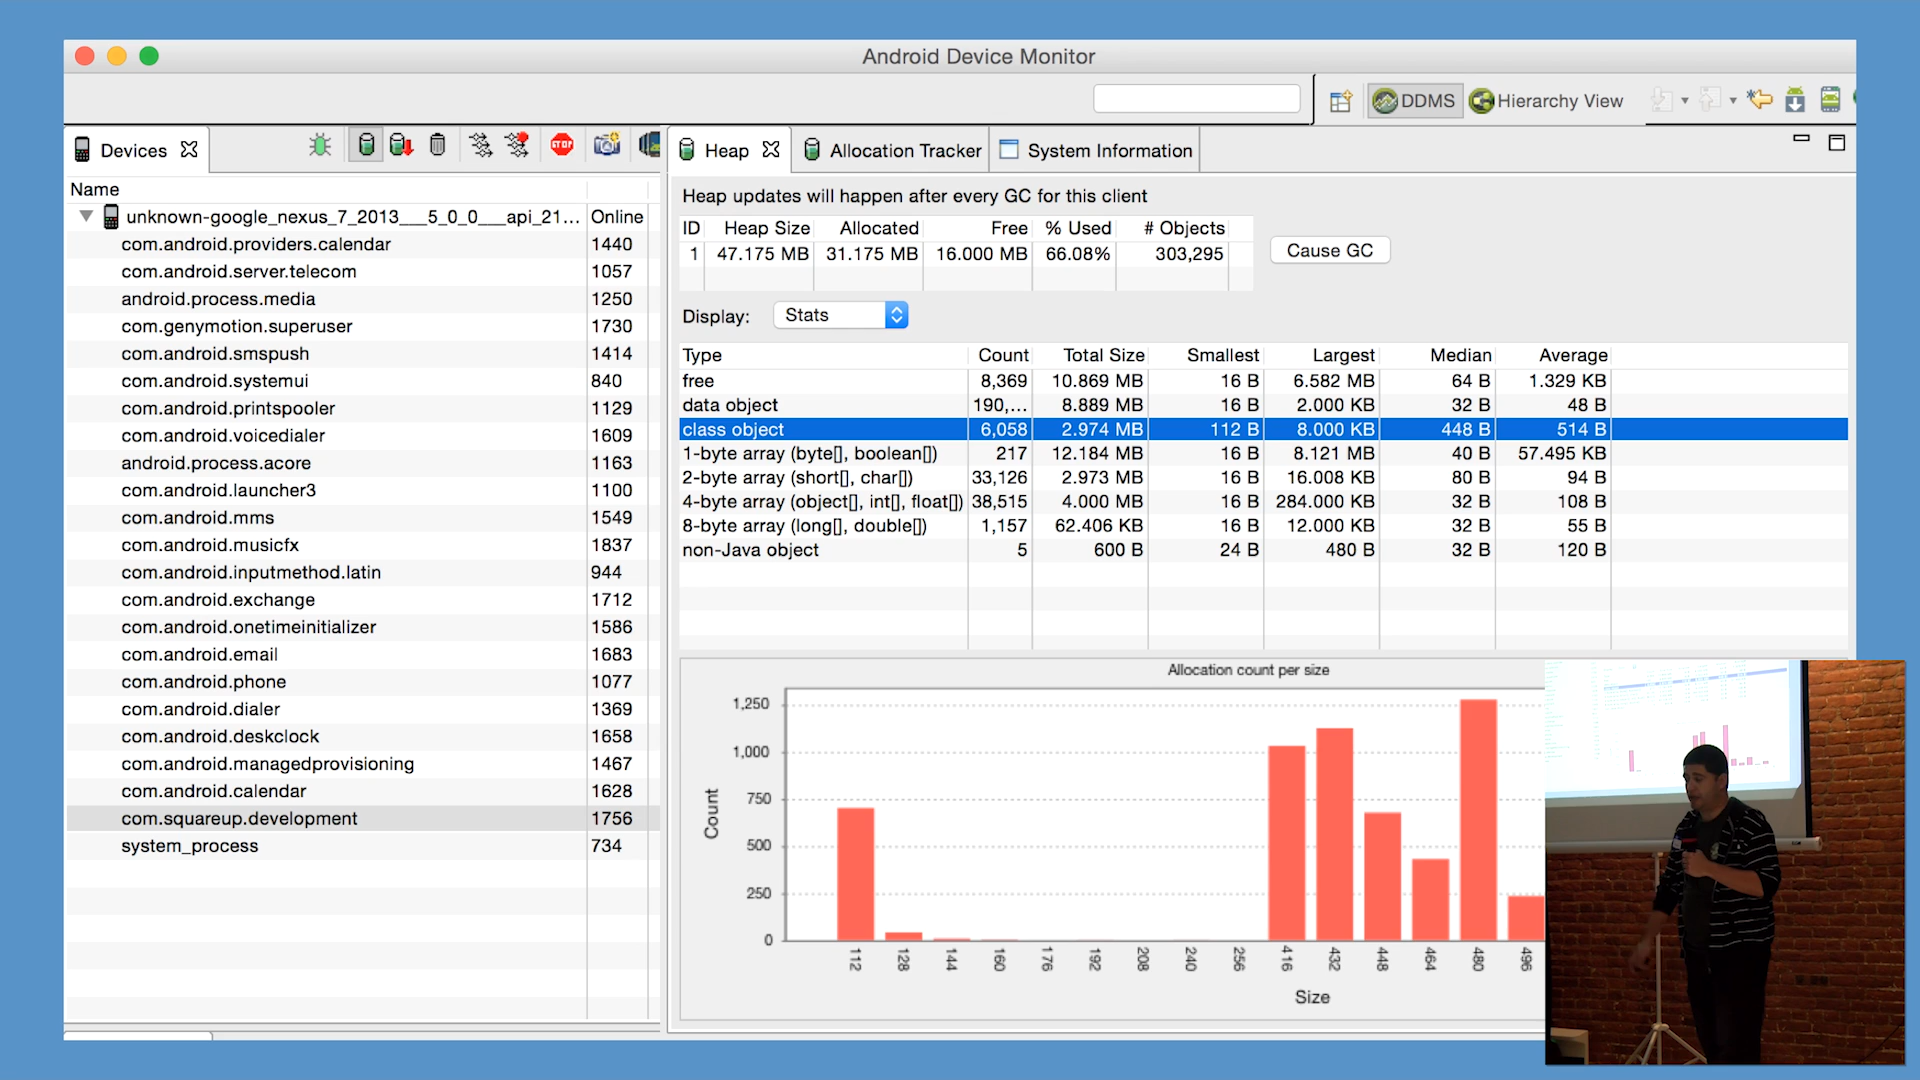 Android Device Monitor
DDMS
Hierarchy View
Devices
Heap
Allocation Tracker
System Information
STOP
Name
unknown-google_nexus_7_2013___5_0_0___api_21... Online
com.android.providers.calendar 1440
com.android.server.telecom 1057
android.process.media 1250
com.genymotion.superuser 1730
com.android.smspush 1414
com.android.systemui 840
com.android.printspooler 1129
com.android.voicedialer 1609
android.process.acore 1163
com.android.launcher3 1100
com.android.mms 1549
com.android.musicfx 1837
com.android.inputmethod.latin 944
com.android.exchange 1712
com.android.onetimeinitializer 1586
com.android.email 1683
com.android.phone 1077
com.android.dialer 1369
com.android.deskclock 1658
com.android.managedprovisioning 1467
com.android.calendar 1628
com.squareup.development 1756
system_process 734
Heap updates will happen after every GC for this client
ID Heap Size Allocated Free % Used # Objects
1 47.175 MB 31.175 MB 16.000 MB 66.08% 303,295
Cause GC
Display: Stats
Type Count Total Size Smallest Largest Median Average
free 8,369 10.869 MB 16 B 6.582 MB 64 B 1.329 KB
data object 190,... 8.889 MB 16 B 2.000 KB 32 B 48 B
class object 6,058 2.974 MB 112 B 8.000 KB 448 B 514 B
1-byte array (byte[], boolean[]) 217 12.184 MB 16 B 8.121 MB 40 B 57.495 KB
2-byte array (short[], char[]) 33,126 2.973 MB 16 B 16.008 KB 80 B 94 B
4-byte array (object[], int[], float[]) 38,515 4.000 MB 16 B 284.000 KB 32 B 108 B
8-byte array (long[], double[]) 1,157 62.406 KB 16 B 12.000 KB 32 B 55 B
non-Java object 5 600 B 24 B 480 B 32 B 120 B
Allocation count per size
1,250
1,000
750
500
250
0
Count
112 128 144 160 176 192 208 240 256 416 432 448 464 480 496
Size